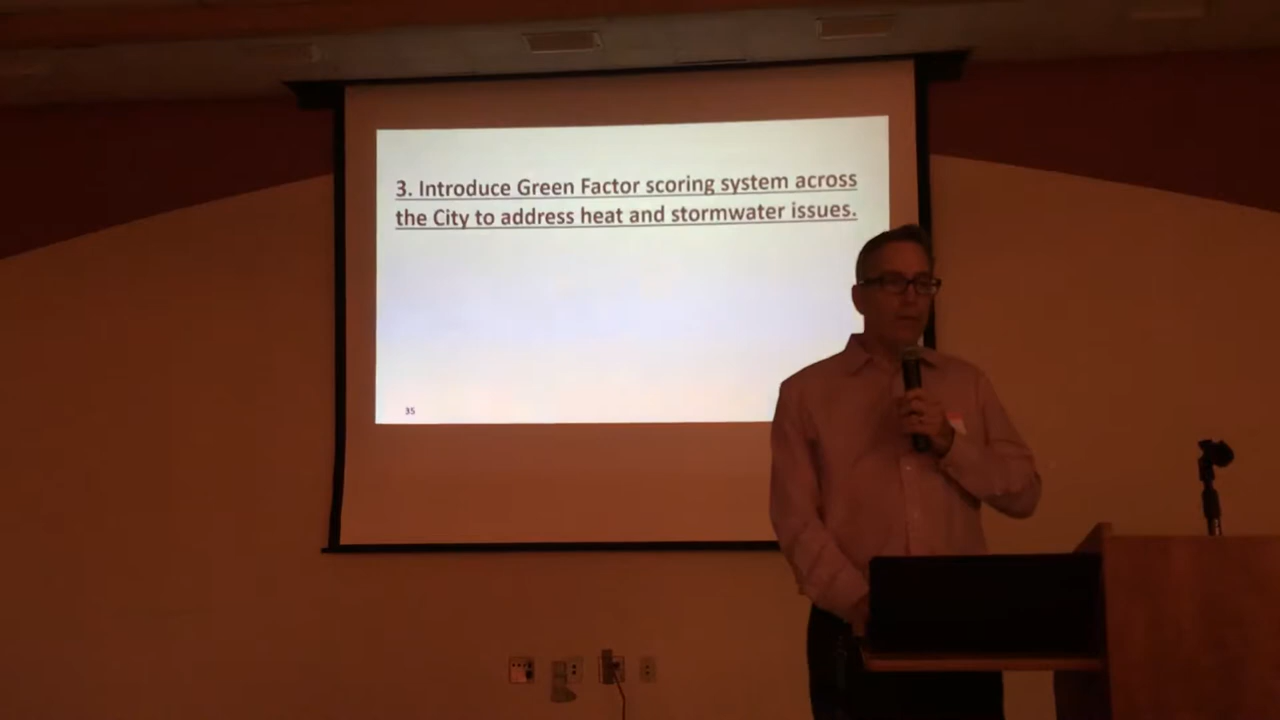 3. Introduce Green Factor scoring system across
the City to address heat and stormwater issues.
35